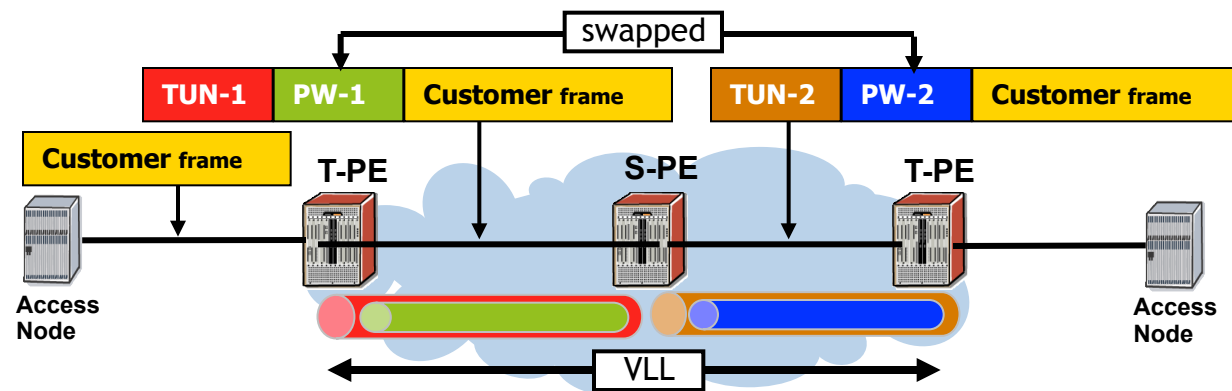 swapped
TUN-1 PW-1 Customer frame
TUN-2 PW-2 Customer frame
Customer frame
T-PE
S-PE
T-PE
Access
Node
Access
Node
VLL